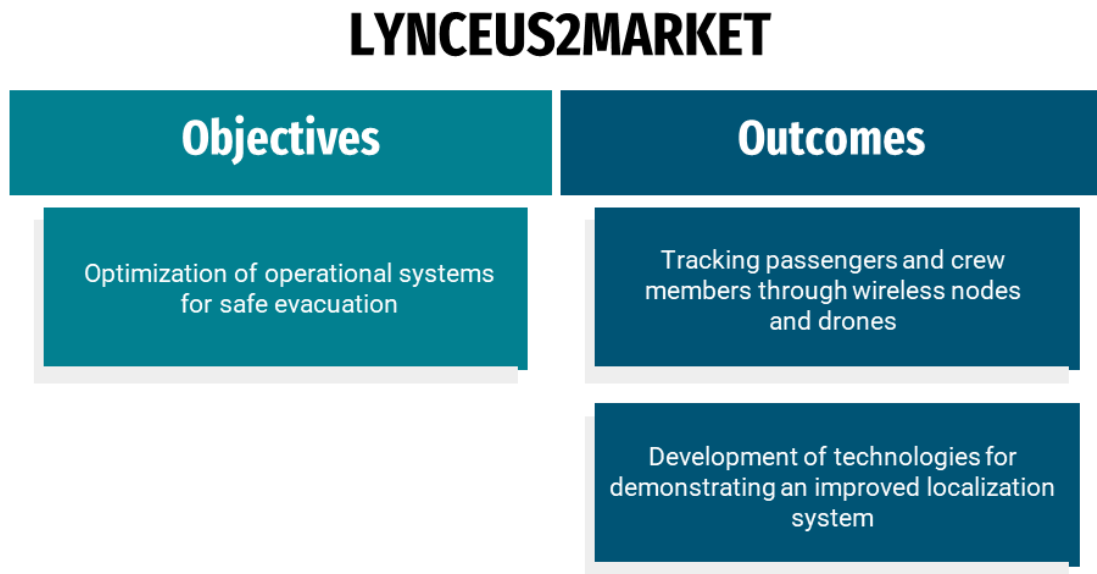 LYNCEUS2MARKET
Objectives
Outcomes
Optimization of operational systems
for safe evacuation
Tracking passengers and crew
members through wireless nodes
and drones
Development of technologies for
demonstrating an improved localization
system